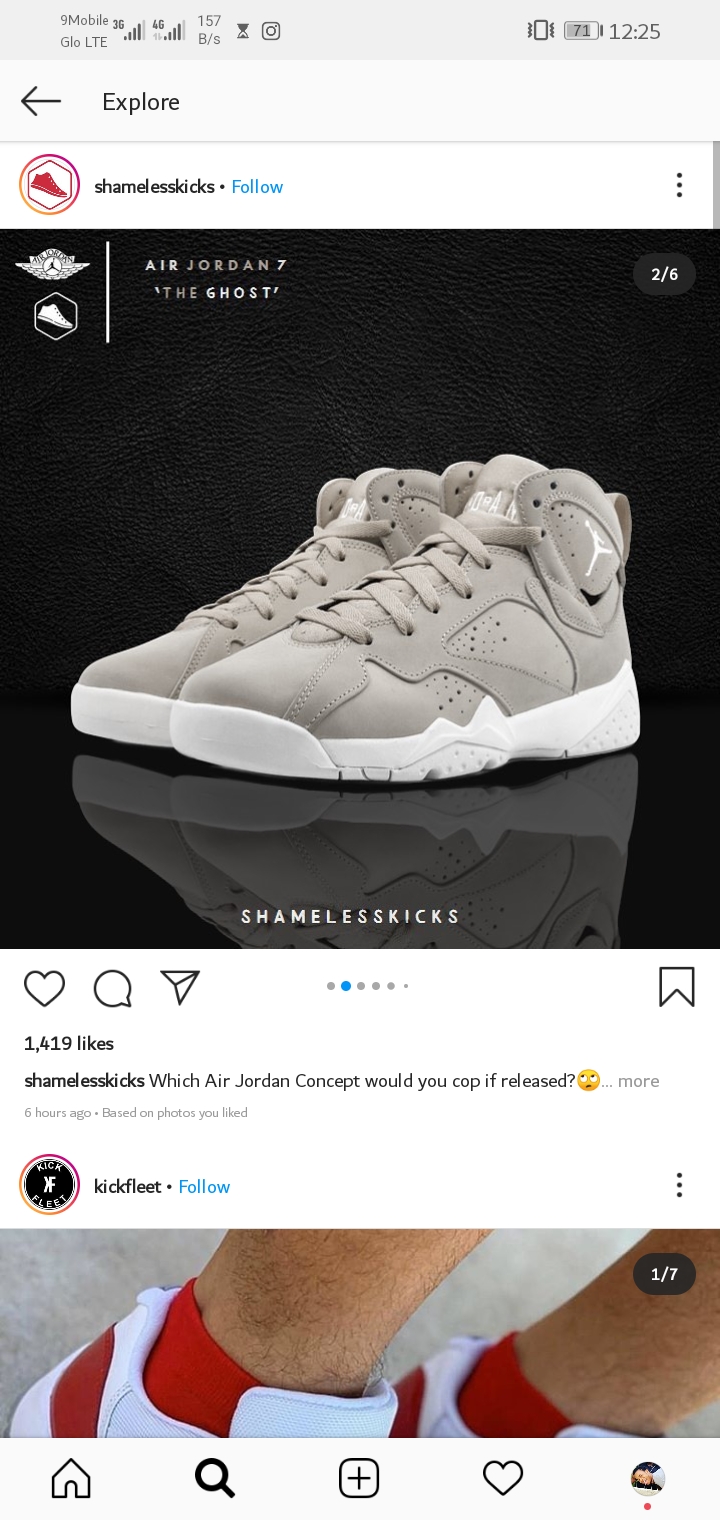 9Mobile 3G 4G 157 71 12:25
Glo LTE B/s
Explore
shamelesskicks • Follow
AIR JORDAN 7
'THE GHOST'
2/6
SHAMELESSKICKS
1,419 likes
shamelesskicks Which Air Jordan Concept would you cop if released?🙄... more
6 hours ago • Based on photos you liked
KICK
KF
FLEET
kickfleet • Follow
1/7